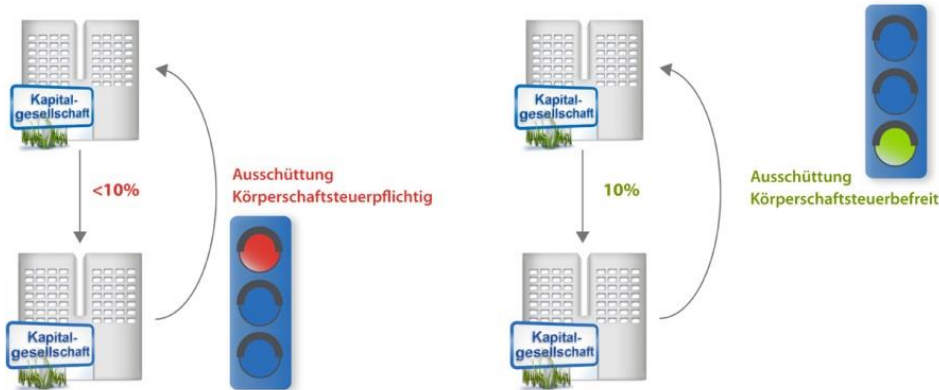 Kapital-
gesellschaft
<10%
Ausschüttung
Körperschaftsteuerpflichtig
Kapital-
gesellschaft
Kapital-
gesellschaft
10%
Ausschüttung
Körperschaftsteuerbefreit
Kapital-
gesellschaft